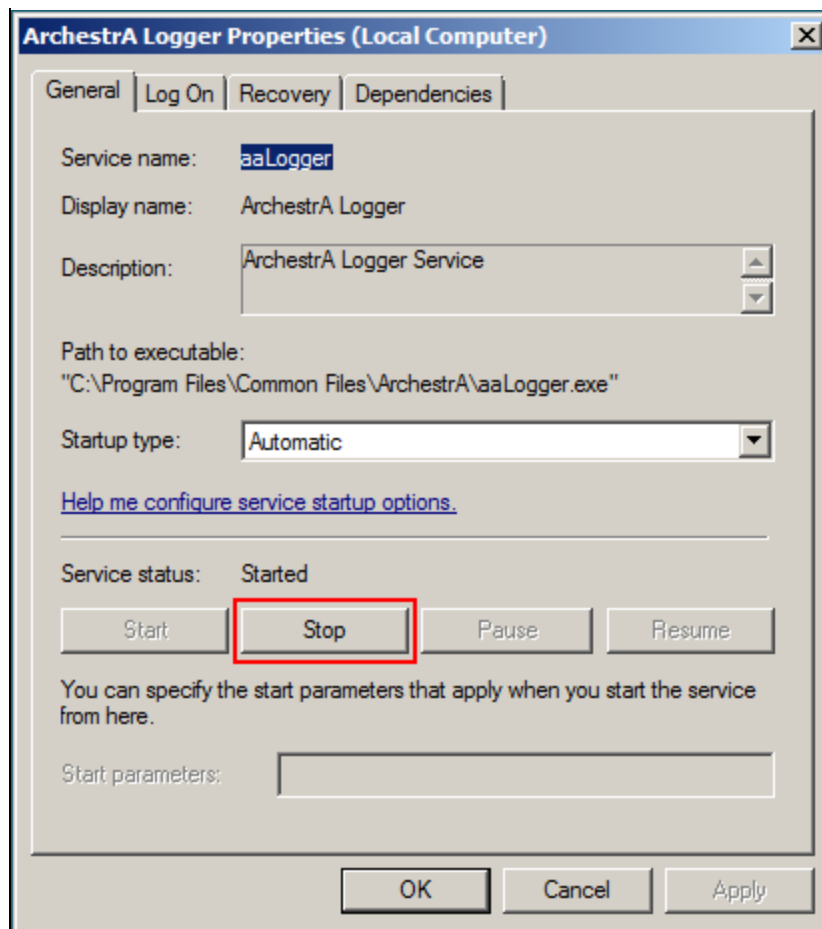 ArchestrA Logger Properties (Local Computer)
General Log On Recovery Dependencies
Service name: aaLogger
Display name: ArchestrA Logger
Description: ArchestrA Logger Service
Path to executable:
"C:\Program Files\Common Files\ArchestrA\aaLogger.exe"
Startup type: Automatic
Help me configure service startup options.
Service status: Started
Start Stop Pause Resume
You can specify the start parameters that apply when you start the service
from here.
Start parameters:
OK Cancel Apply